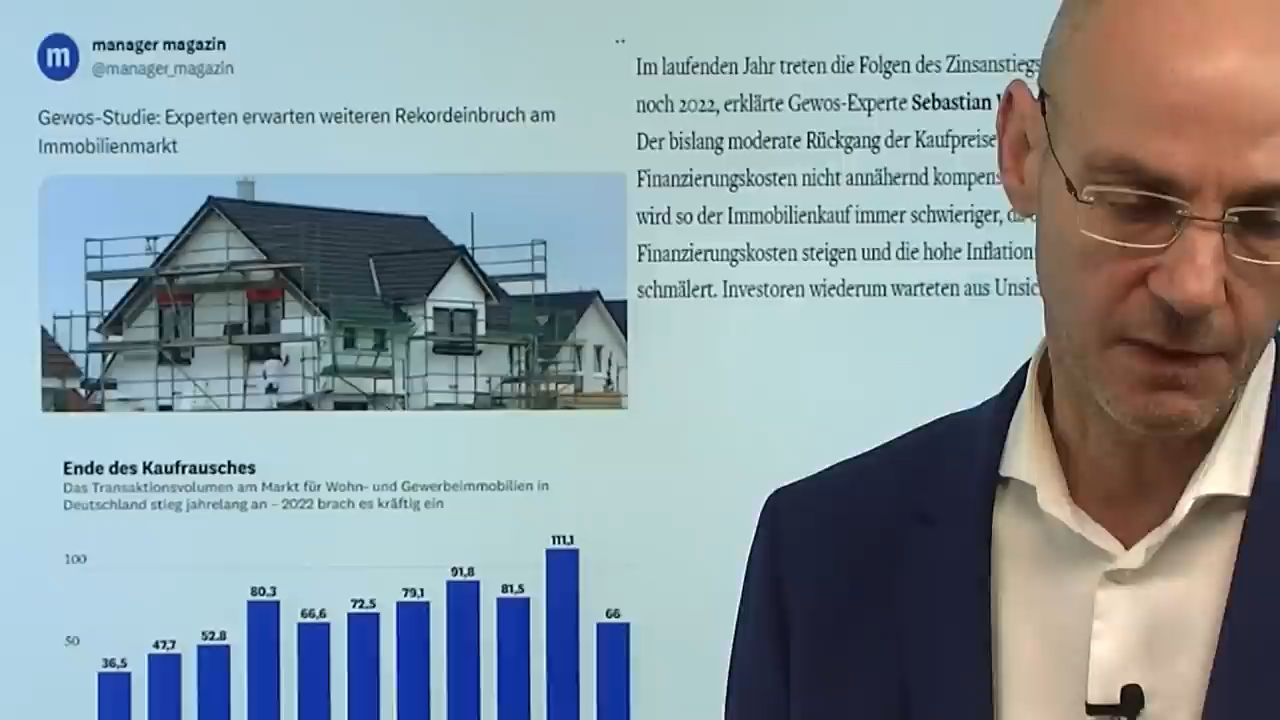 m
manager magazin
@manager_magazin
Gewos-Studie: Experten erwarten weiteren Rekordeinbruch am
Immobilienmarkt
Ende des Kaufrausches
Das Transaktionsvolumen am Markt für Wohn- und Gewerbeimmobilien in
Deutschland stieg jahrelang an – 2022 brach es kräftig ein
100
50
36,5
47,7
52.8
80.3
66,6
72.5
79,1
91,8
81,5
111,1
66
Im laufenden Jahr treten die Folgen des Zinsanstiegs
noch 2022, erklärte Gewos-Experte Sebastian
Der bislang moderate Rückgang der Kaufpreise
Finanzierungskosten nicht annähernd kompens
wird so der Immobilienkauf immer schwieriger,
Finanzierungskosten steigen und die hohe Inflation
schmälert. Investoren wiederum warteten aus Unsic